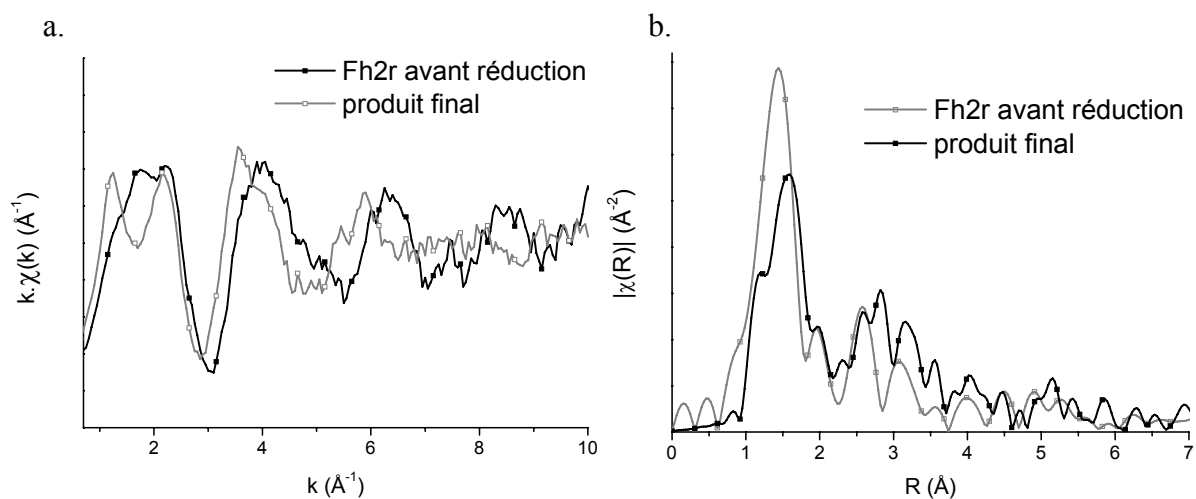 a.
Fh2r avant réduction
produit final
k.χ(k) (Å⁻¹)
2
4
6
8
10
k (Å⁻¹)
b.
Fh2r avant réduction
produit final
|χ(R)| (Å⁻²)
0
1
2
3
4
5
6
7
R (Å)